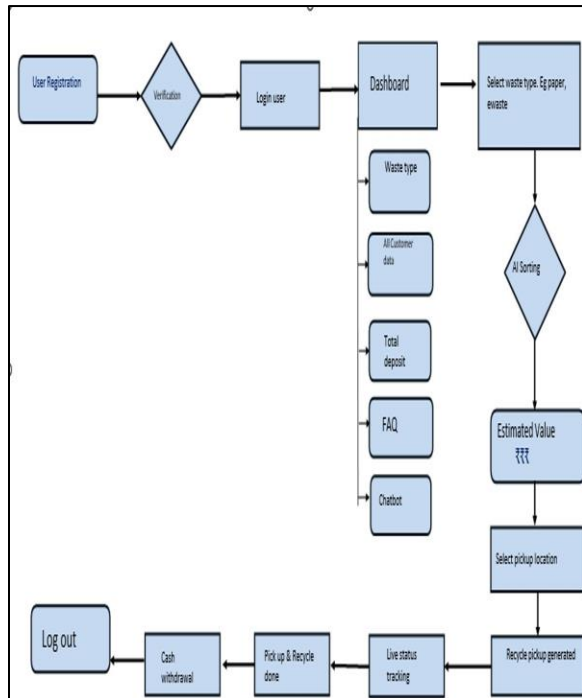 User Registration
Verification
Login user
Dashboard
Select waste type. Eg paper,
ewaste
Waste type
All Customer
data
Total
deposit
FAQ
Chatbot
AI Sorting
Estimated Value
₹₹₹
Select pickup location
Recycle pickup generated
Live status
tracking
Pick up & Recycle
done
Cash
withdrawal
Log out